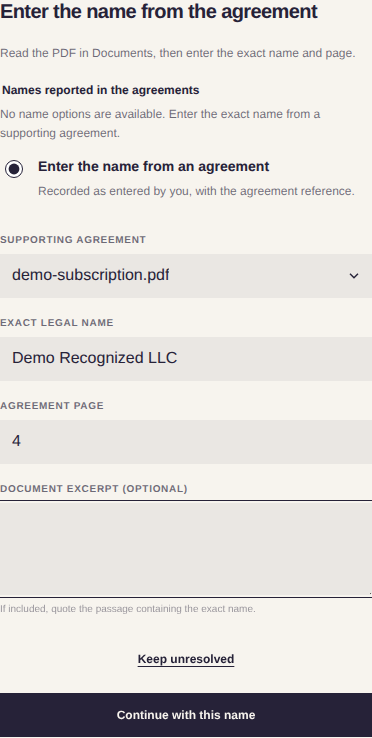 Enter the name from the agreement
Read the PDF in Documents, then enter the exact name and page.
Names reported in the agreements
No name options are available. Enter the exact name from a
supporting agreement.
Enter the name from an agreement
Recorded as entered by you, with the agreement reference.
SUPPORTING AGREEMENT
demo-subscription.pdf
EXACT LEGAL NAME
Demo Recognized LLC
AGREEMENT PAGE
4
DOCUMENT EXCERPT (OPTIONAL)
If included, quote the passage containing the exact name.
Keep unresolved
Continue with this name